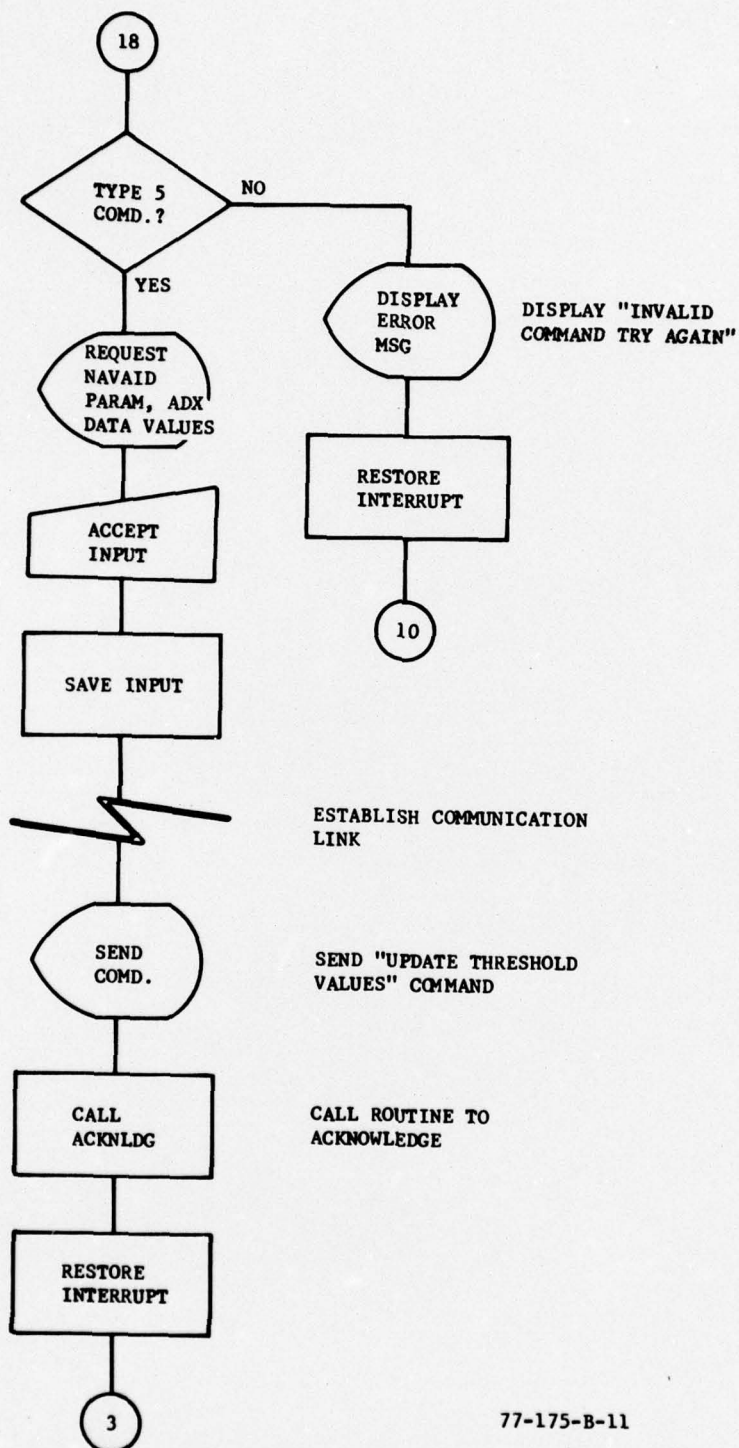 18
TYPE 5
COMD.?
NO
YES
DISPLAY
ERROR
MSG
DISPLAY "INVALID
COMMAND TRY AGAIN"
REQUEST
NAVAID
PARAM, ADX
DATA VALUES
RESTORE
INTERRUPT
ACCEPT
INPUT
10
SAVE INPUT
ESTABLISH COMMUNICATION
LINK
SEND
COMD.
SEND "UPDATE THRESHOLD
VALUES" COMMAND
CALL
ACKNLDG
CALL ROUTINE TO
ACKNOWLEDGE
RESTORE
INTERRUPT
3
77-175-B-11